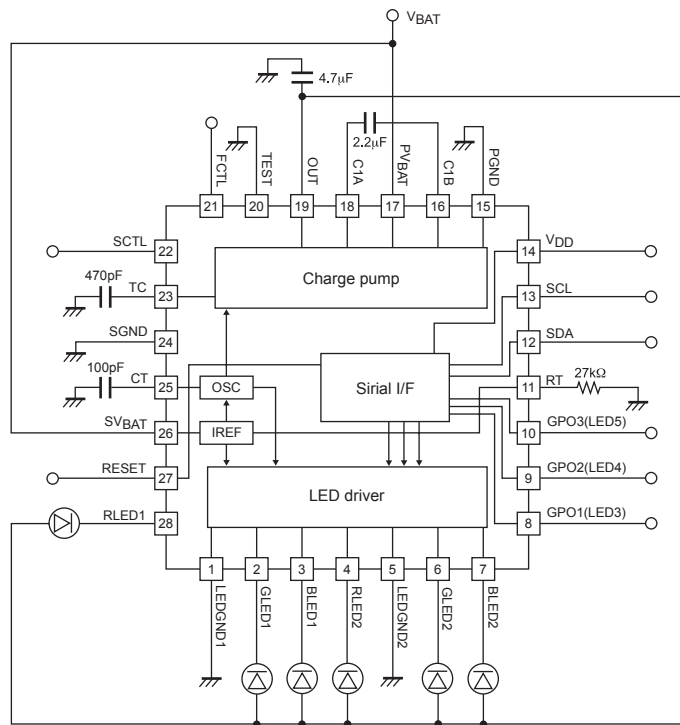 VBAT
4.7μF
2.2μF
FCTL
TEST
OUT
C1A
PVBAT
C1B
PGND
21
20
19
18
17
16
15
SCTL
22
Charge pump
14
VDD
470pF
TC
23
13
SCL
SGND
24
12
SDA
100pF
CT
25
OSC
Sirial I/F
11
RT
27kΩ
SVBAT
26
IREF
10
GPO3(LED5)
RESET
27
9
GPO2(LED4)
LED driver
RLED1
28
8
GPO1(LED3)
1
2
3
4
5
6
7
LEDGND1
GLED1
BLED1
RLED2
LEDGND2
GLED2
BLED2